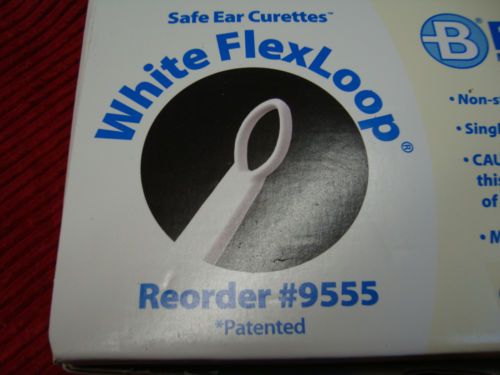 Safe Ear Curettes™
White FlexLoop®
Reorder #9555
*Patented
B
• Non-s
• Singl
• CAU
this
of
• M